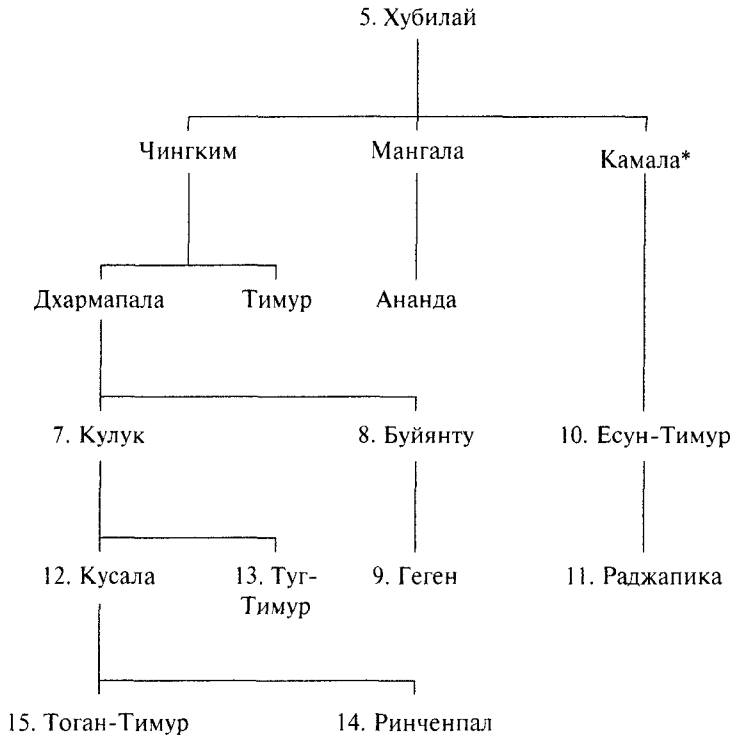 5. Хубилай
Чингким Мангала Камала*
Дхармапала Тимур Ананда
7. Кулук 8. Буйянту 10. Есун-Тимур
12. Кусала 13. Туг- 9. Геген 11. Раджапика
Тимур
15. Тоган-Тимур 14. Ринченпал